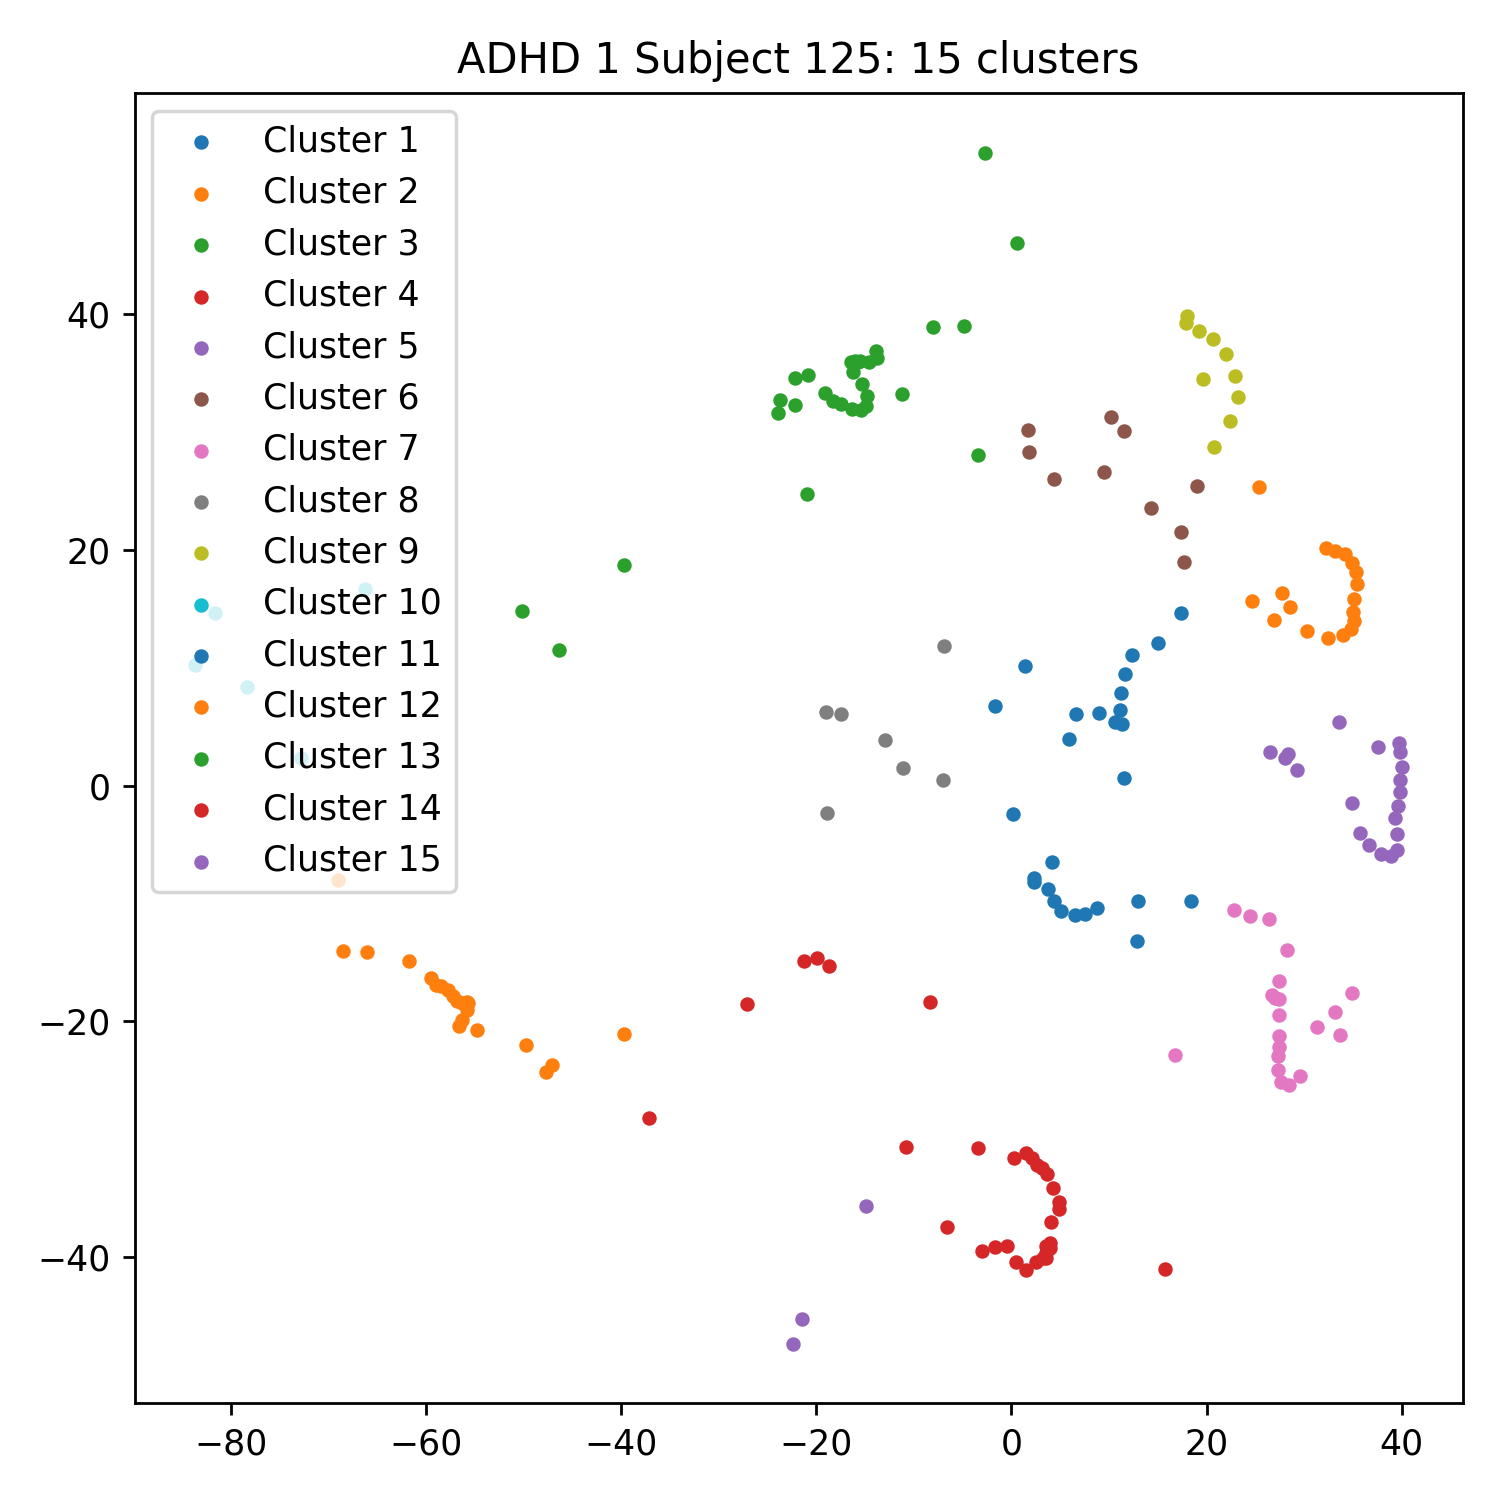 ADHD 1 Subject 125: 15 clusters
Cluster 1
Cluster 2
Cluster 3
Cluster 4
Cluster 5
Cluster 6
Cluster 7
Cluster 8
Cluster 9
Cluster 10
Cluster 11
Cluster 12
Cluster 13
Cluster 14
Cluster 15
40
20
0
−20
−40
−80 −60 −40 −20 0 20 40